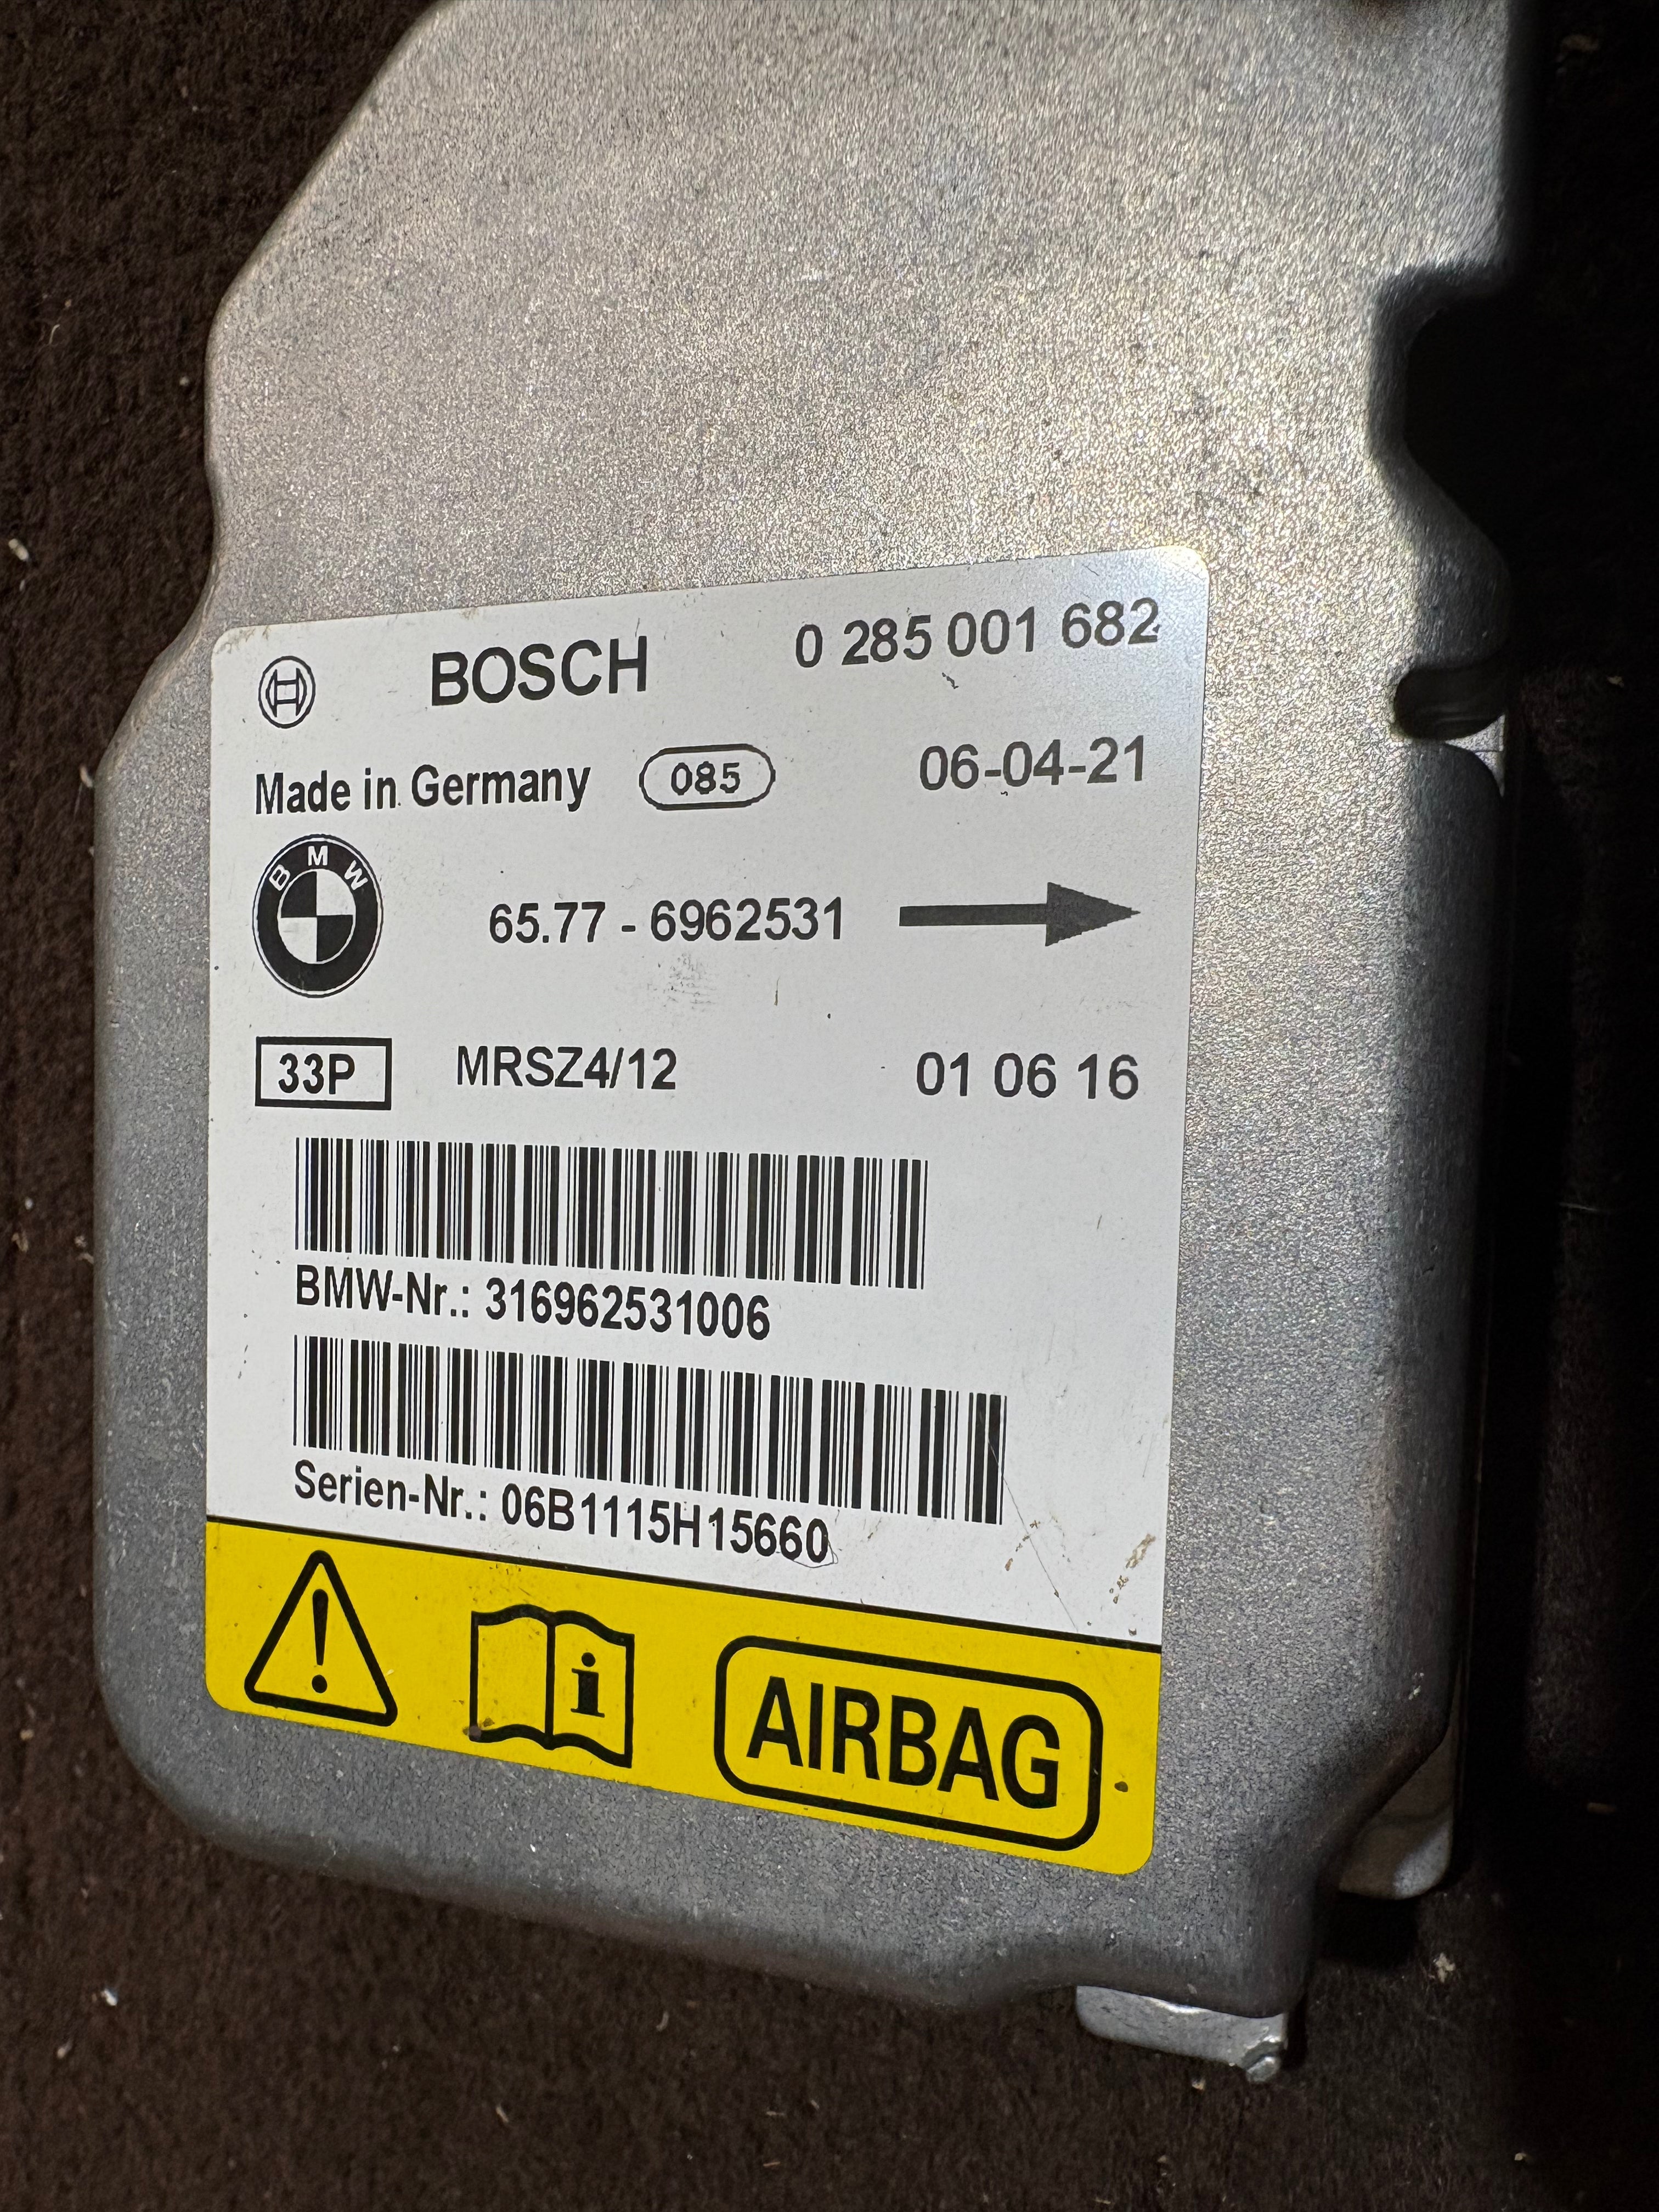 BOSCH 0 285 001 682
Made in Germany 085 06-04-21
BMW
65.77 - 6962531
33P MRSZ4/12 01 06 16
BMW-Nr.: 316962531006
Serien-Nr.: 06B1115H15660
AIRBAG